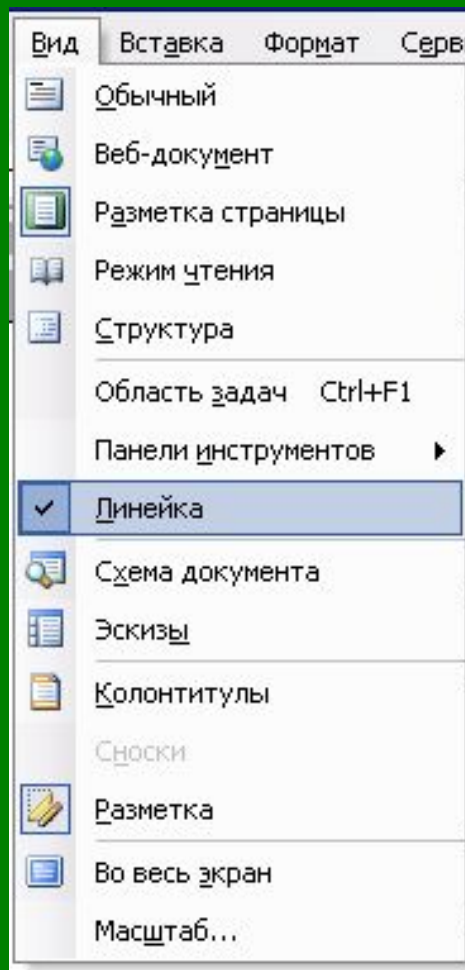 Вид Вставка Формат Серв
Обычный
Веб-документ
Разметка страницы
Режим чтения
Структура
Область задач Ctrl+F1
Панели инструментов
Линейка
Схема документа
Эскизы
Колонтитулы
Сноски
Разметка
Во весь экран
Масштаб...